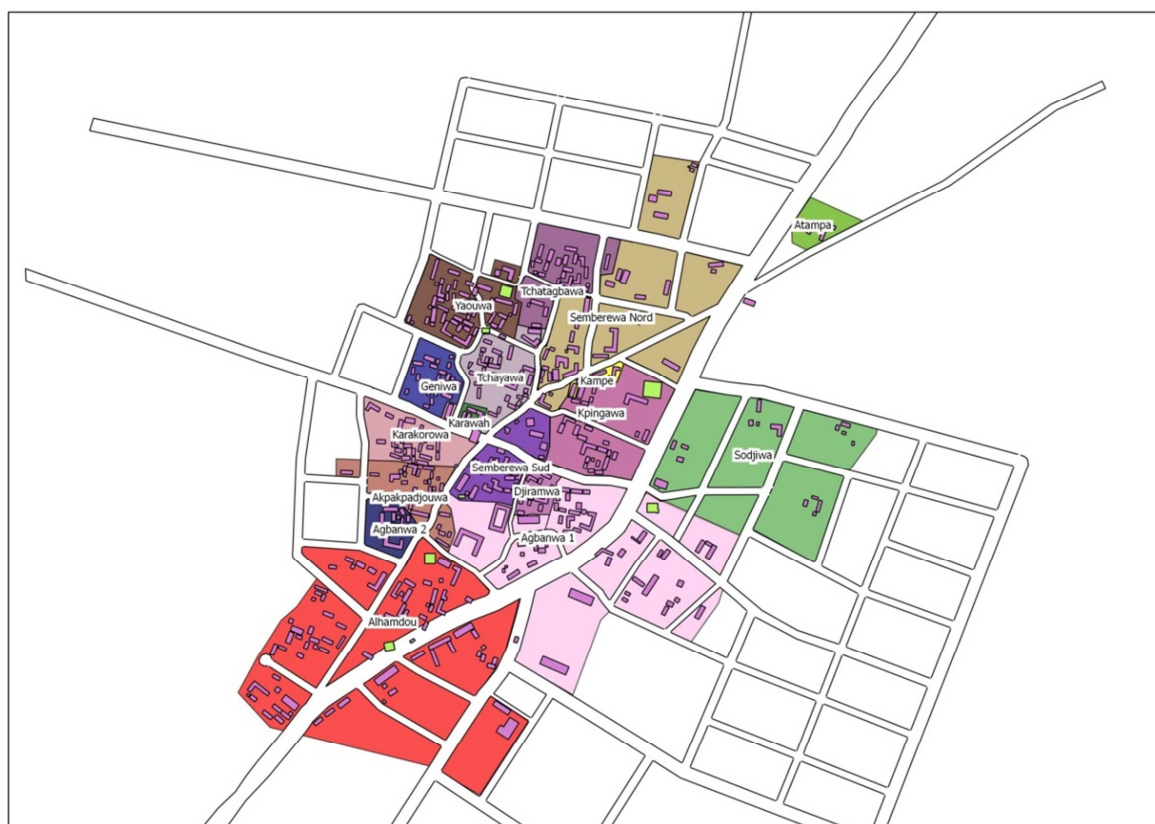 Atampa
Tchatagbawa
Yaouwa
Semberewa Nord
Tchayawa
Kampe
Geniwa
Kpingawa
Karawah
Karakorowa
Sodjiwa
Semberewa Sud
Djiramwa
Akpakpadjouwa
Agbanwa 2
Agbanwa 1
Alhamdou